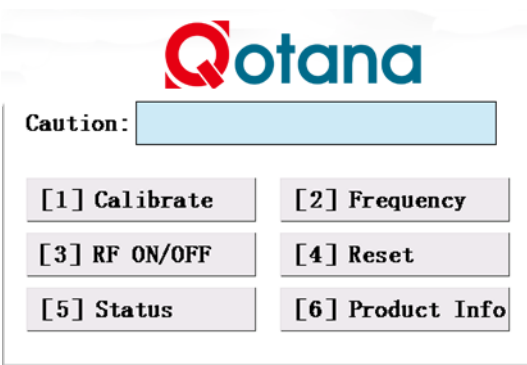 Qotana
Caution:
[1] Calibrate [2] Frequency
[3] RF ON/OFF [4] Reset
[5] Status [6] Product Info